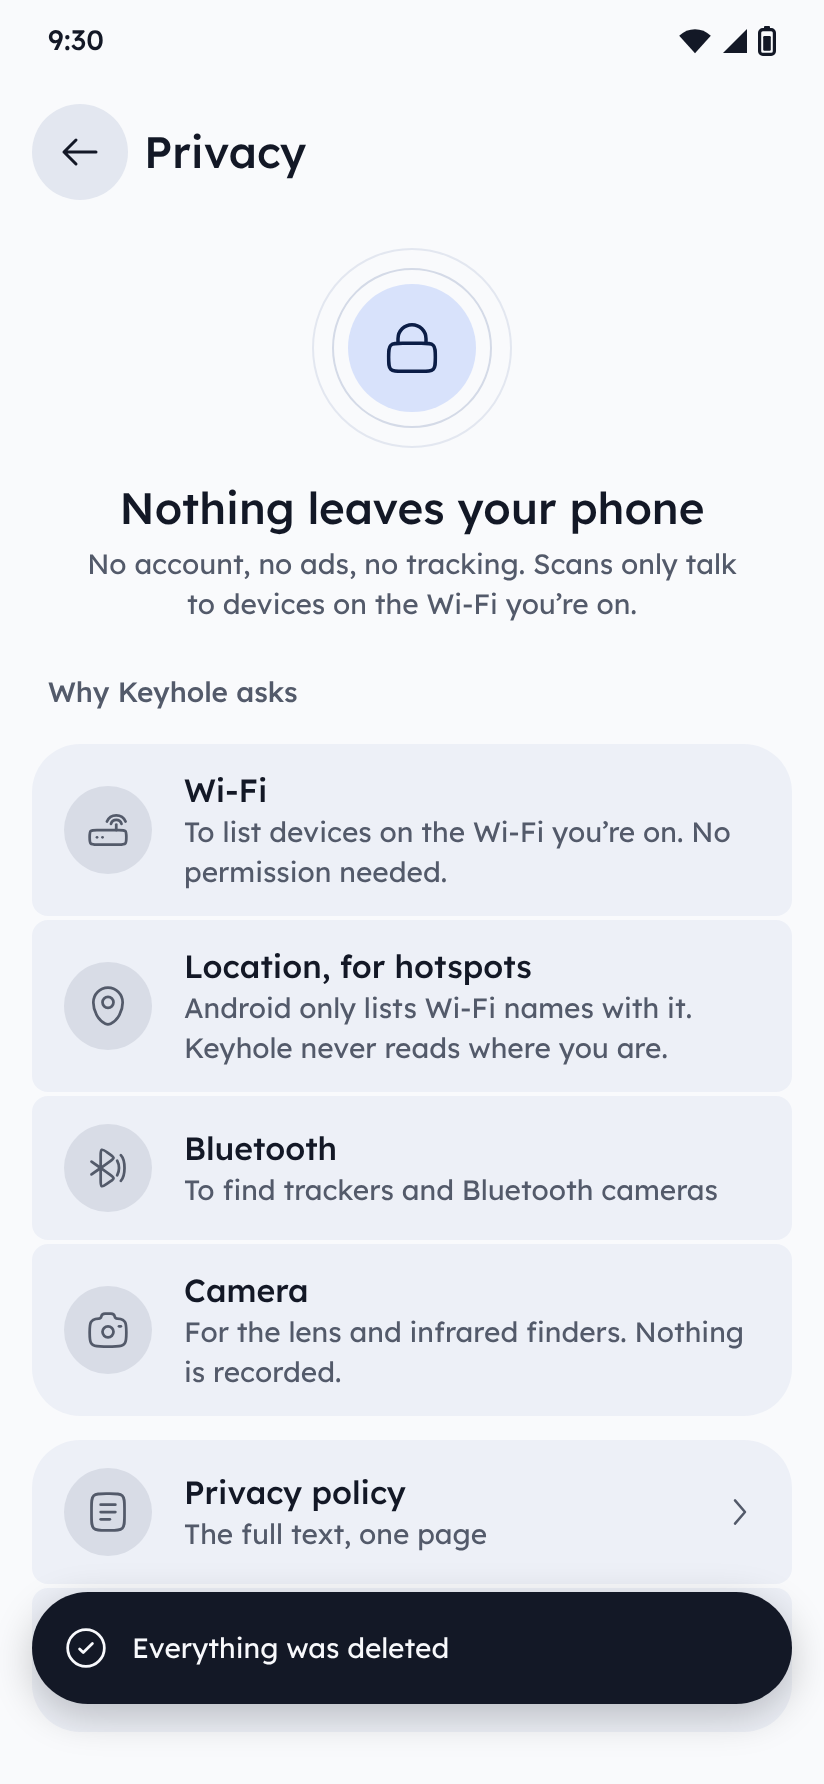 9:30
Privacy
Nothing leaves your phone
No account, no ads, no tracking. Scans only talk
to devices on the Wi-Fi you’re on.
Why Keyhole asks
Wi-Fi
To list devices on the Wi-Fi you’re on. No
permission needed.
Location, for hotspots
Android only lists Wi-Fi names with it.
Keyhole never reads where you are.
Bluetooth
To find trackers and Bluetooth cameras
Camera
For the lens and infrared finders. Nothing
is recorded.
Privacy policy
The full text, one page
Everything was deleted